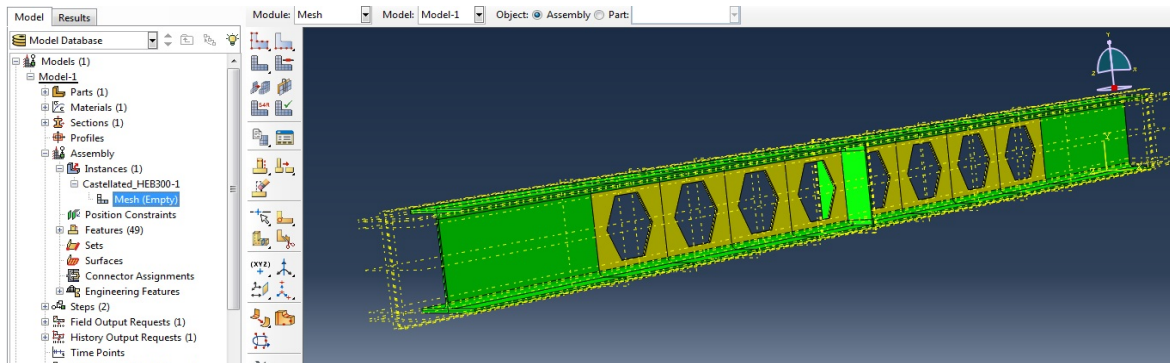 Model Results
Module: Mesh Model: Model-1 Object: Assembly Part:
Model Database
Models (1)
Model-1
Parts (1)
Materials (1)
Sections (1)
Profiles
Assembly
Instances (1)
Castellated_HEB300-1
Mesh (Empty)
Position Constraints
Features (49)
Sets
Surfaces
Connector Assignments
Engineering Features
Steps (2)
Field Output Requests (1)
History Output Requests (1)
Time Points
(XYZ)
Y
Z
X
Y